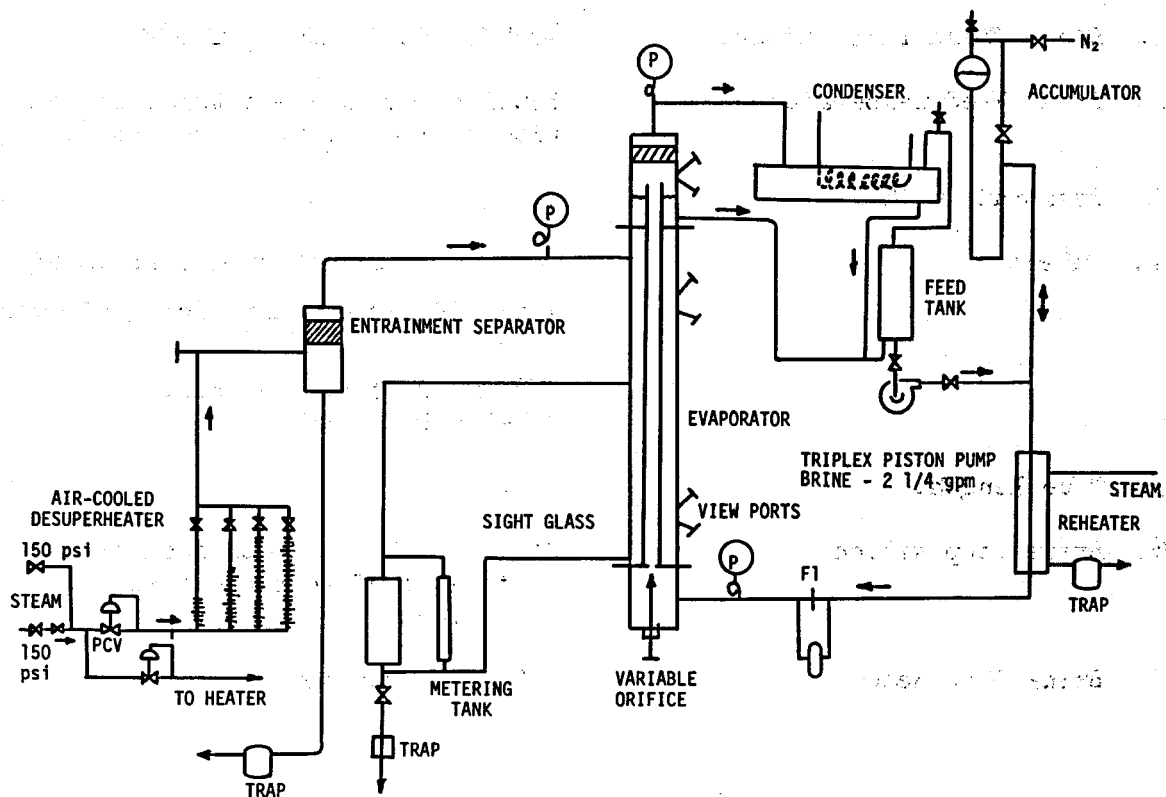 P
N2
CONDENSER
ACCUMULATOR
P
ENTRAINMENT SEPARATOR
FEED
TANK
EVAPORATOR
TRIPLEX PISTON PUMP
BRINE - 2 1/4 gpm
STEAM
AIR-COOLED
DESUPERHEATER
SIGHT GLASS
VIEW PORTS
REHEATER
150 psi
P
F1
STEAM
PCV
TRAP
150
psi
TO HEATER
METERING
TANK
VARIABLE
ORIFICE
TRAP
TRAP